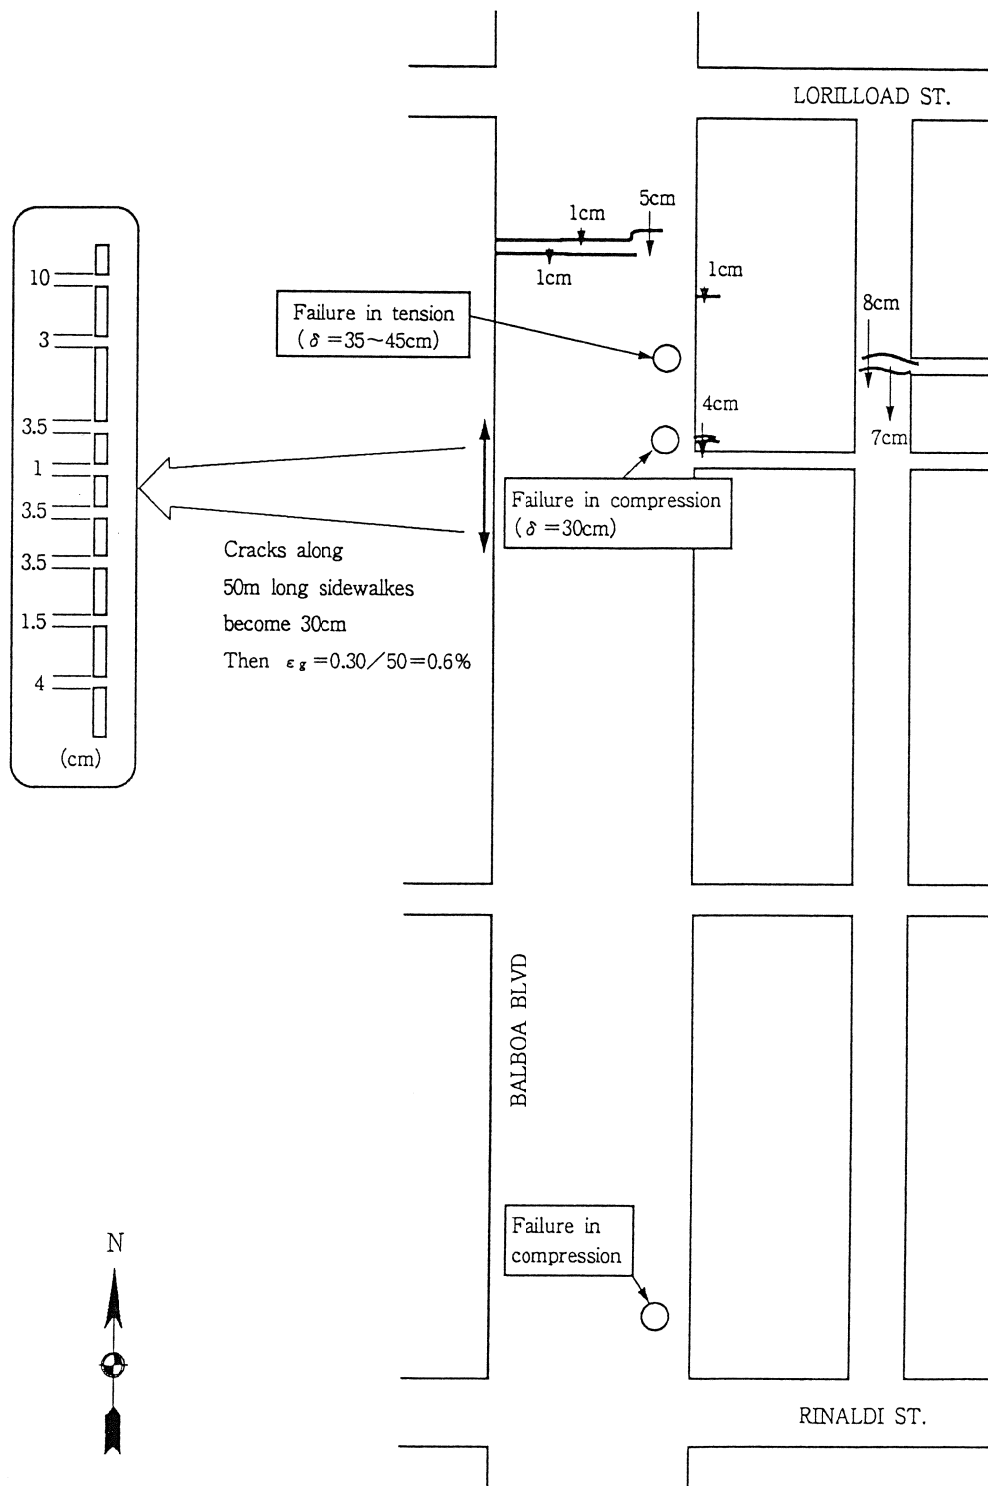 LORILLOAD ST.
5cm
1cm
1cm
1cm
8cm
7cm
4cm
Failure in tension
(δ=35~45cm)
Failure in compression
(δ=30cm)
10
3
3.5
1
3.5
3.5
1.5
4
(cm)
Cracks along
50m long sidewalkes
become 30cm
Then εg=0.30/50=0.6%
BALBOA BLVD
Failure in
compression
N
RINALDI ST.